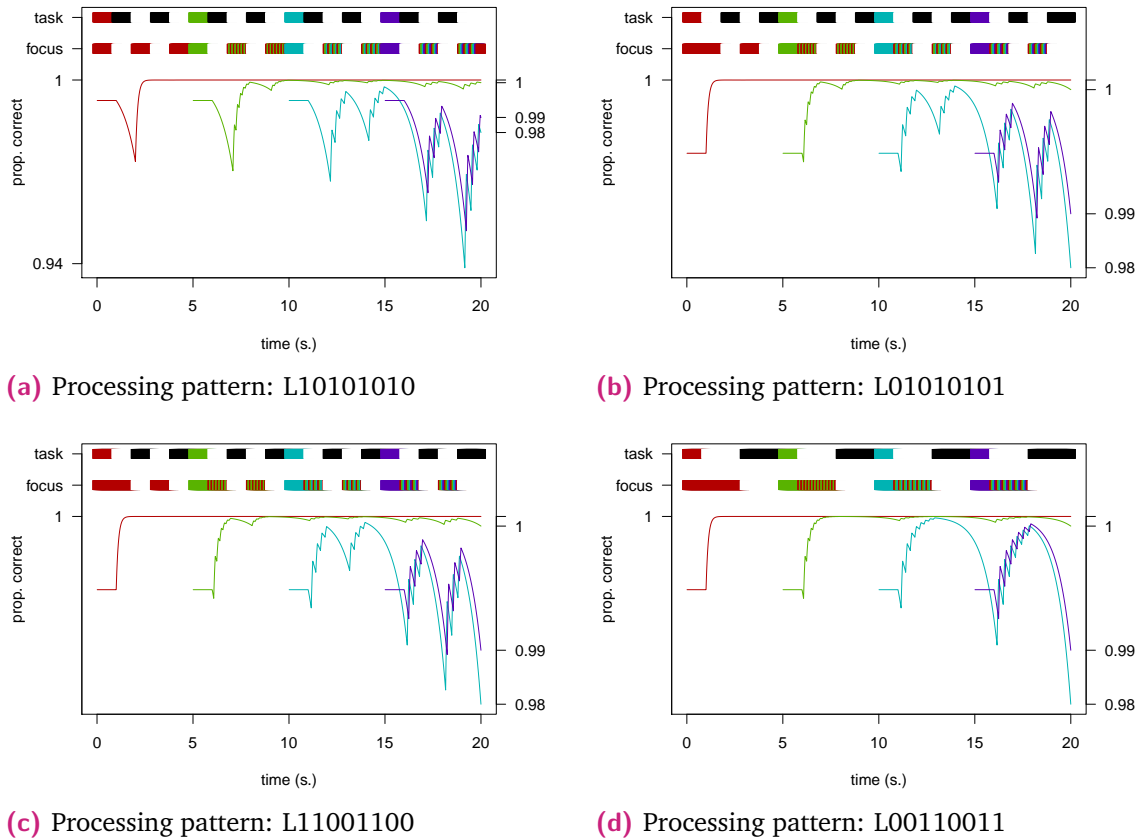 task
focus
1
prop. correct
0.94
1
0.99
0.98
0 5 10 15 20
time (s.)
(a) Processing pattern: L10101010
task
focus
1
prop. correct
1
0.99
0.98
0 5 10 15 20
time (s.)
(b) Processing pattern: L01010101
task
focus
1
prop. correct
1
0.99
0.98
0 5 10 15 20
time (s.)
(c) Processing pattern: L11001100
task
focus
1
prop. correct
1
0.99
0.98
0 5 10 15 20
time (s.)
(d) Processing pattern: L00110011